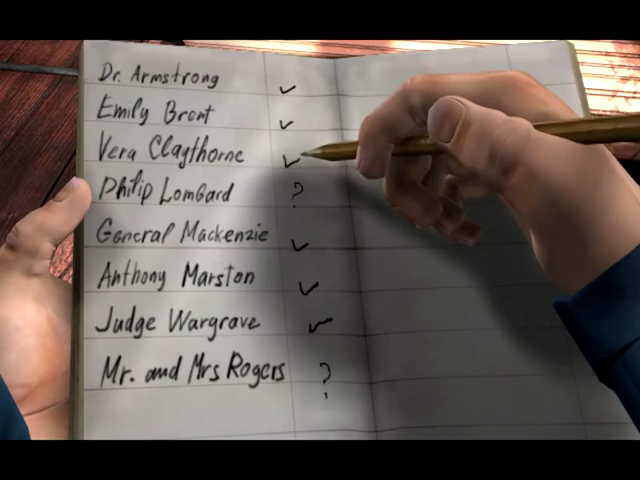 Dr. Armstrong ✓
Emily Brent ✓
Vera Claythorne ✓
Philip Lombard ?
General Mackenzie ✓
Anthony Marston ✓
Judge Wargrave ✓
Mr. and Mrs Rogers ?